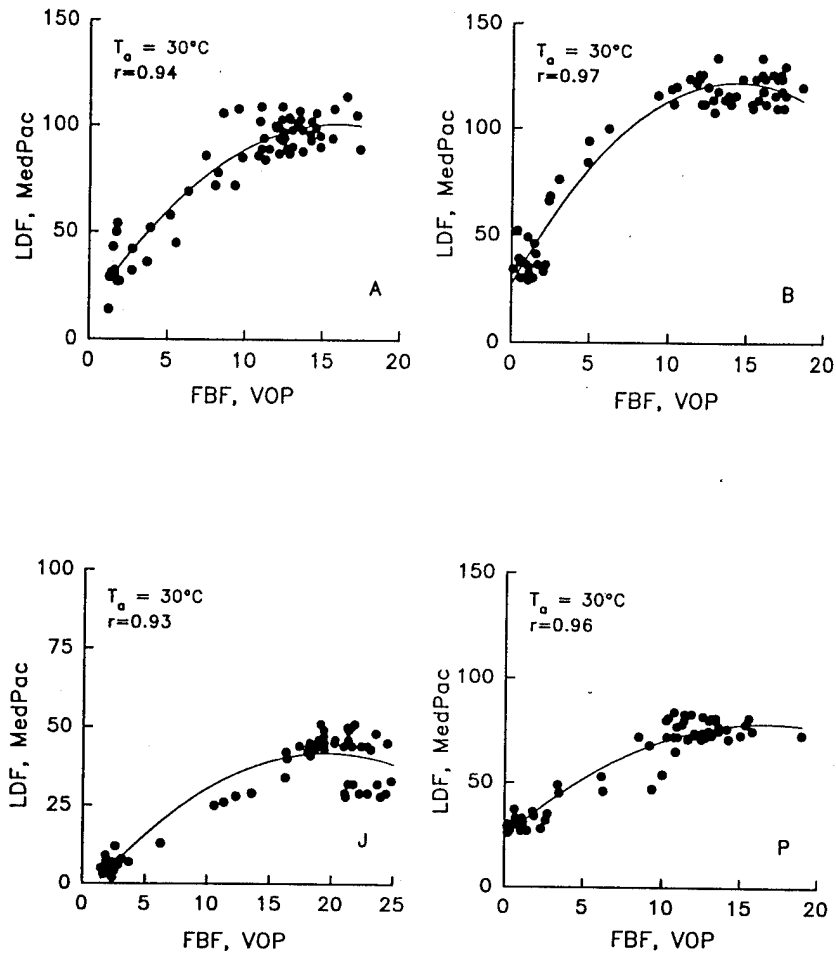 150
100
50
0
LDF, MedPac
Tₐ = 30°C
r=0.94
A
0 5 10 15 20
FBF, VOP
150
100
50
0
LDF, MedPac
Tₐ = 30°C
r=0.97
B
0 5 10 15 20
FBF, VOP
100
75
50
25
0
LDF, MedPac
Tₐ = 30°C
r=0.93
J
0 5 10 15 20 25
FBF, VOP
150
100
50
0
LDF, MedPac
Tₐ = 30°C
r=0.96
P
0 5 10 15 20
FBF, VOP